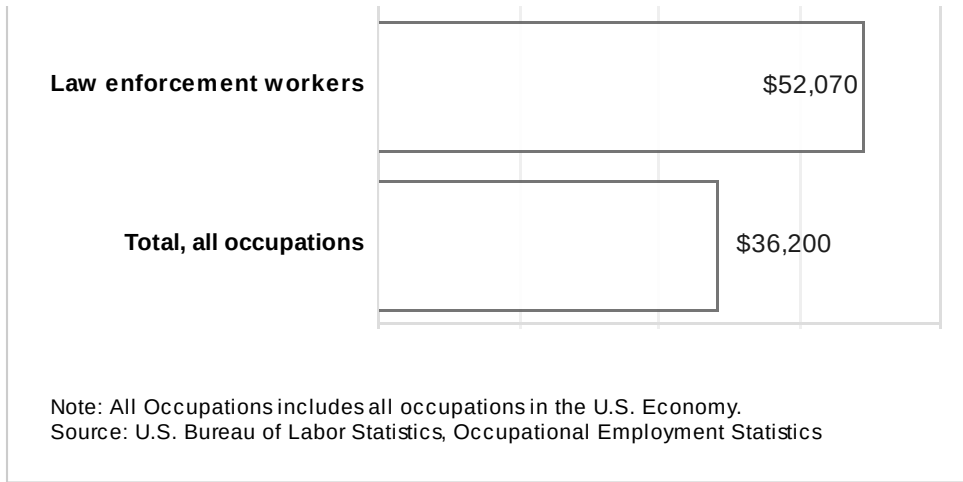 Law enforcement workers
$52,070
Total, all occupations
$36,200
Note: All Occupations includes all occupations in the U.S. Economy.
Source: U.S. Bureau of Labor Statistics, Occupational Employment Statistics